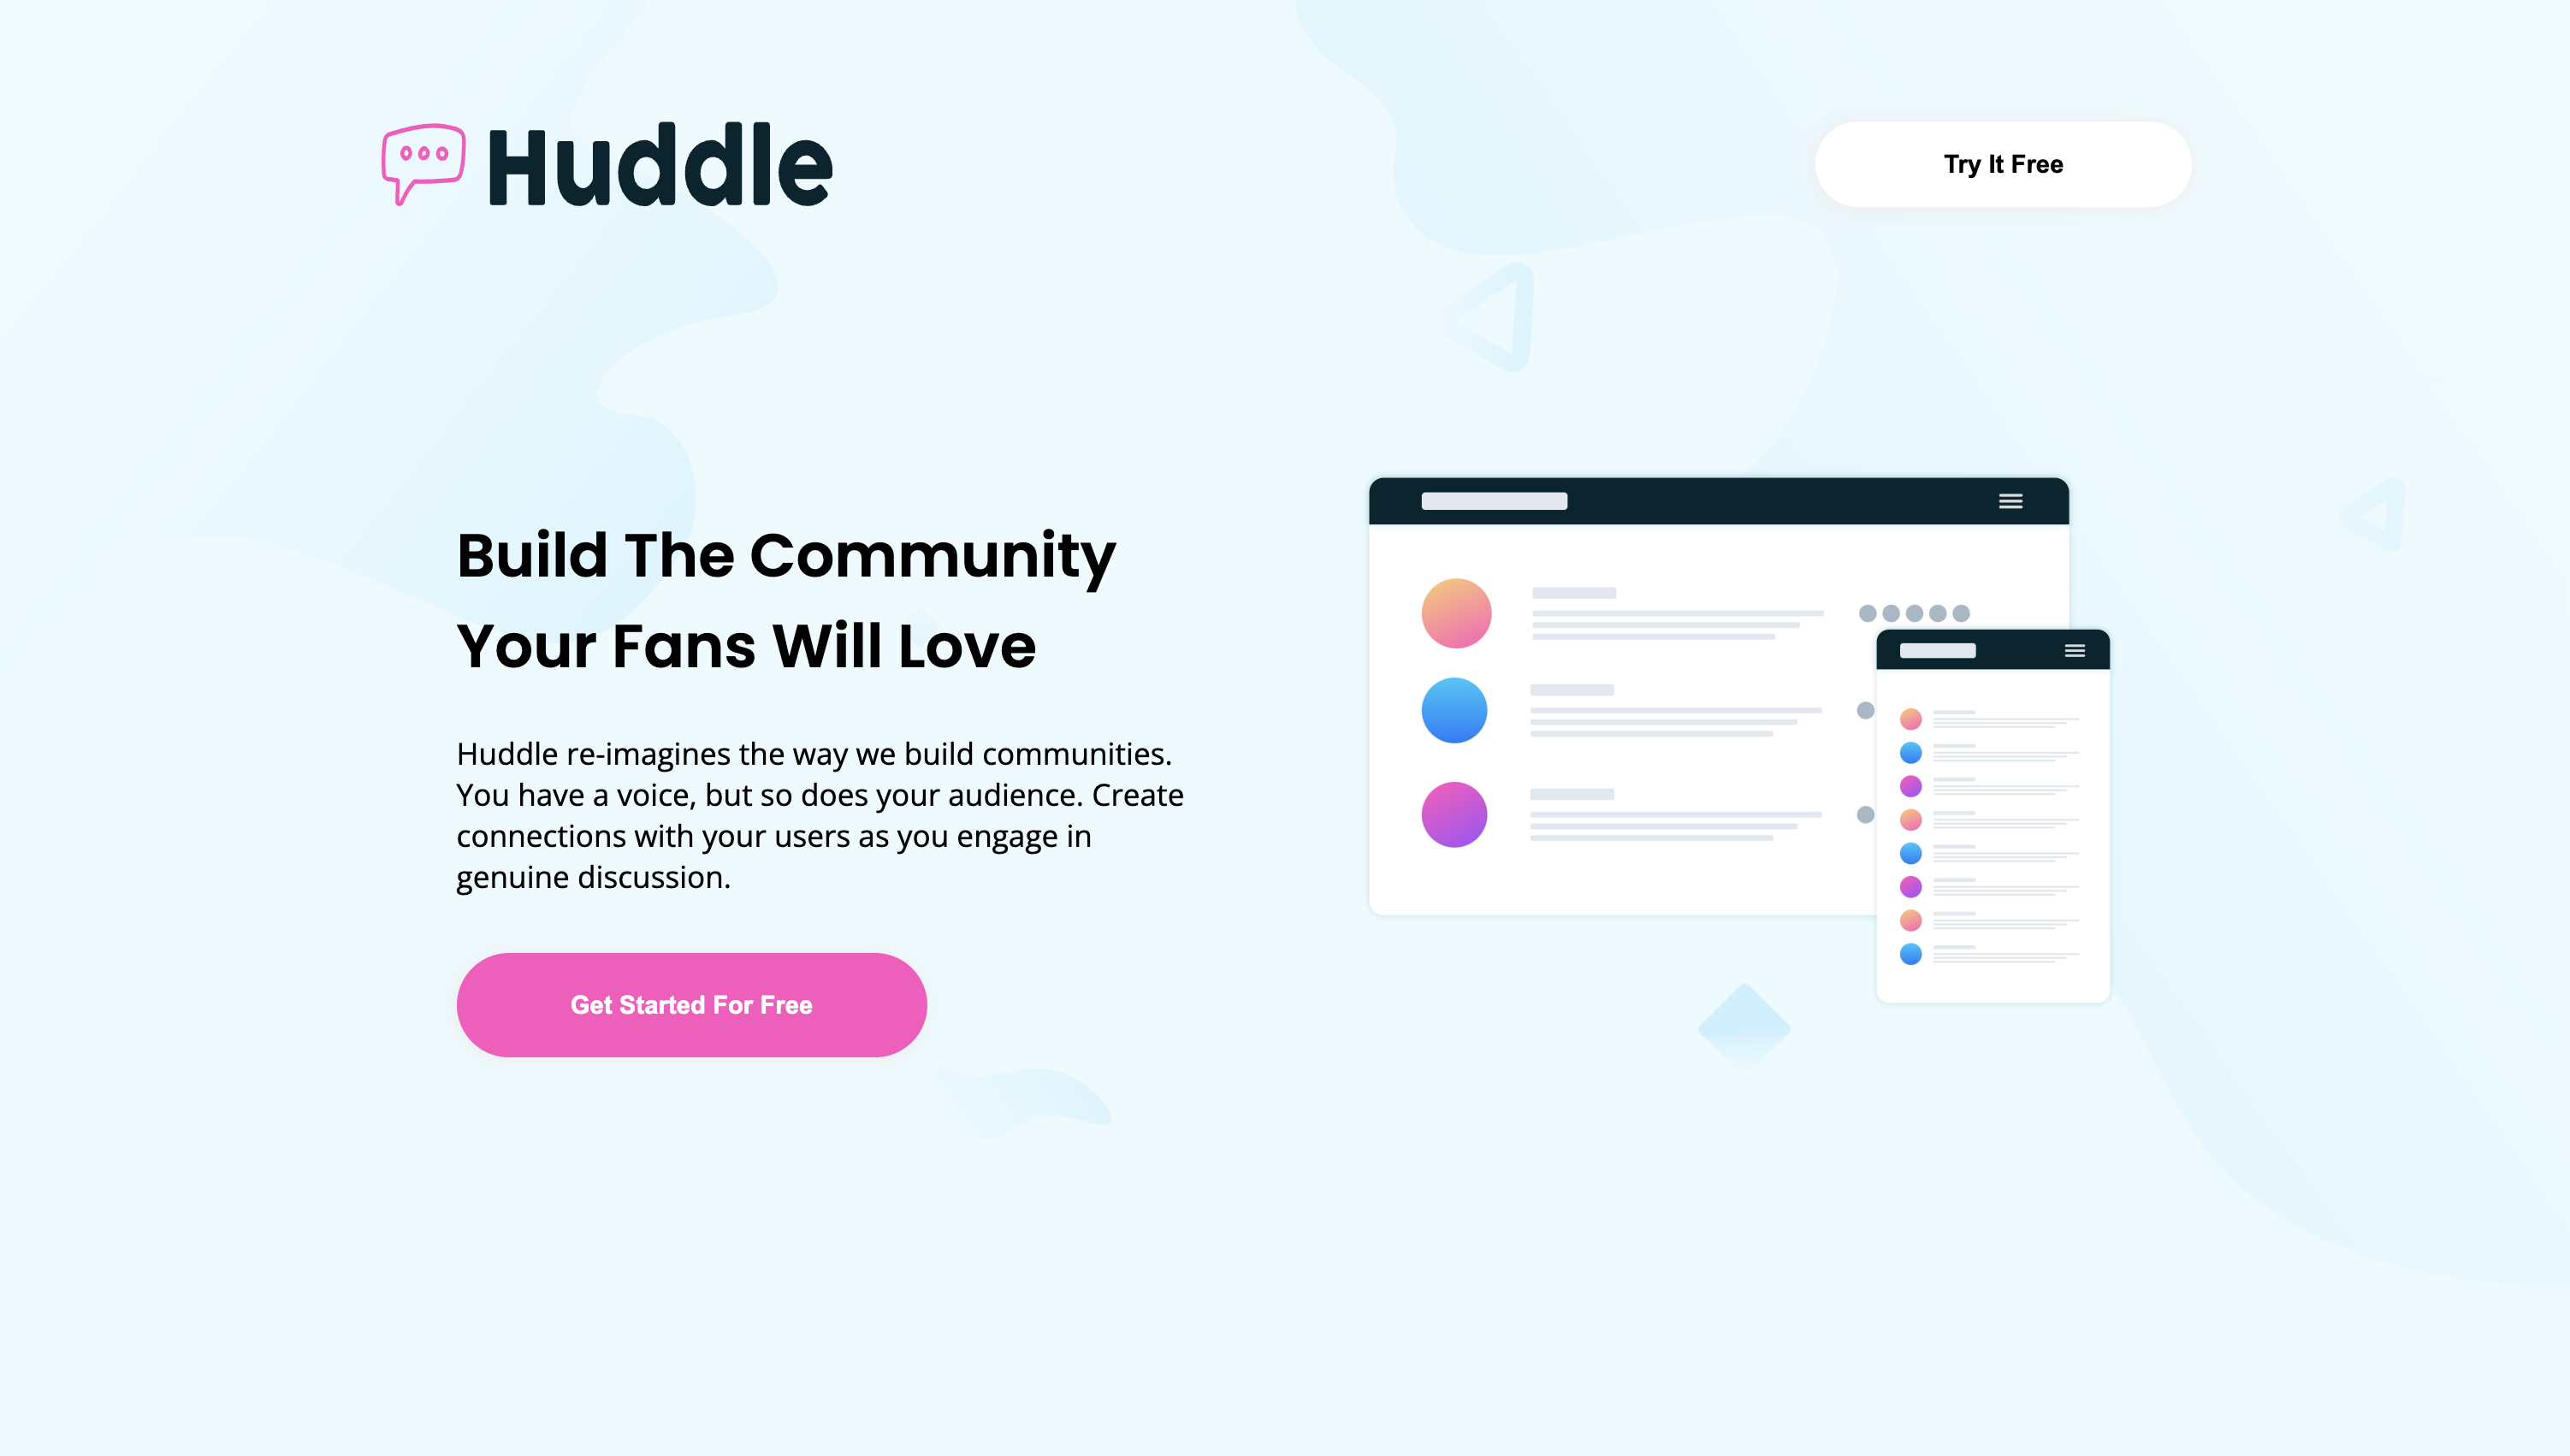 Huddle
Try It Free
Build The Community
Your Fans Will Love
Huddle re-imagines the way we build communities.
You have a voice, but so does your audience. Create
connections with your users as you engage in
genuine discussion.
Get Started For Free